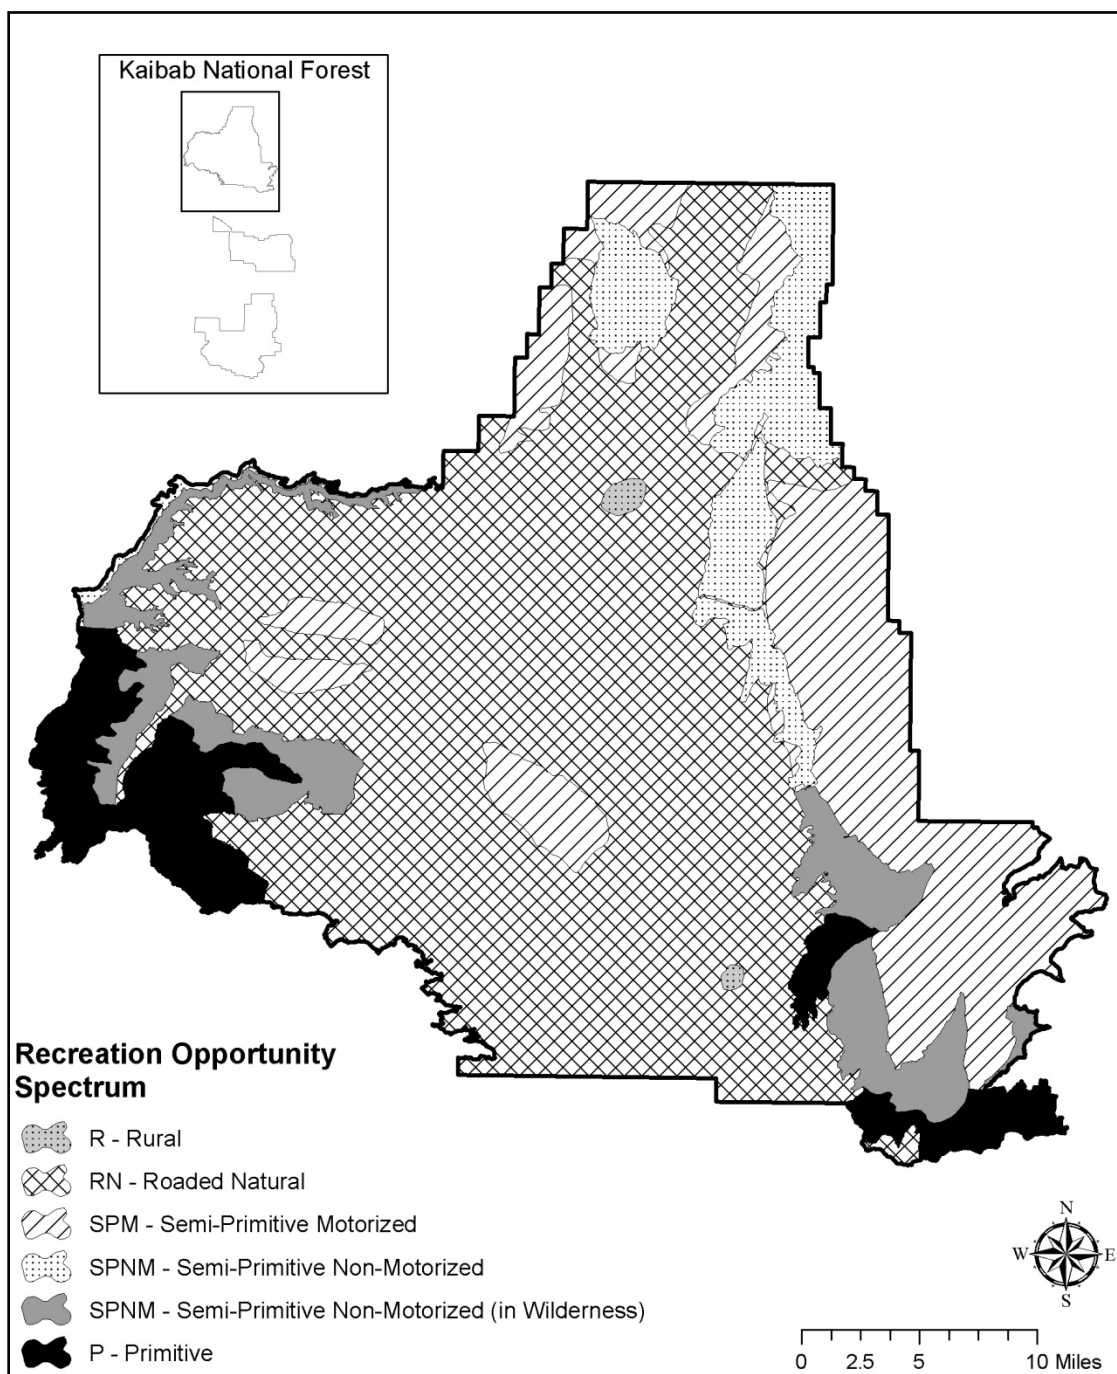 Kaibab National Forest
Recreation Opportunity
Spectrum
R - Rural
RN - Roaded Natural
SPM - Semi-Primitive Motorized
SPNM - Semi-Primitive Non-Motorized
SPNM - Semi-Primitive Non-Motorized (in Wilderness)
P - Primitive
N
W E
S
0 2.5 5 10 Miles